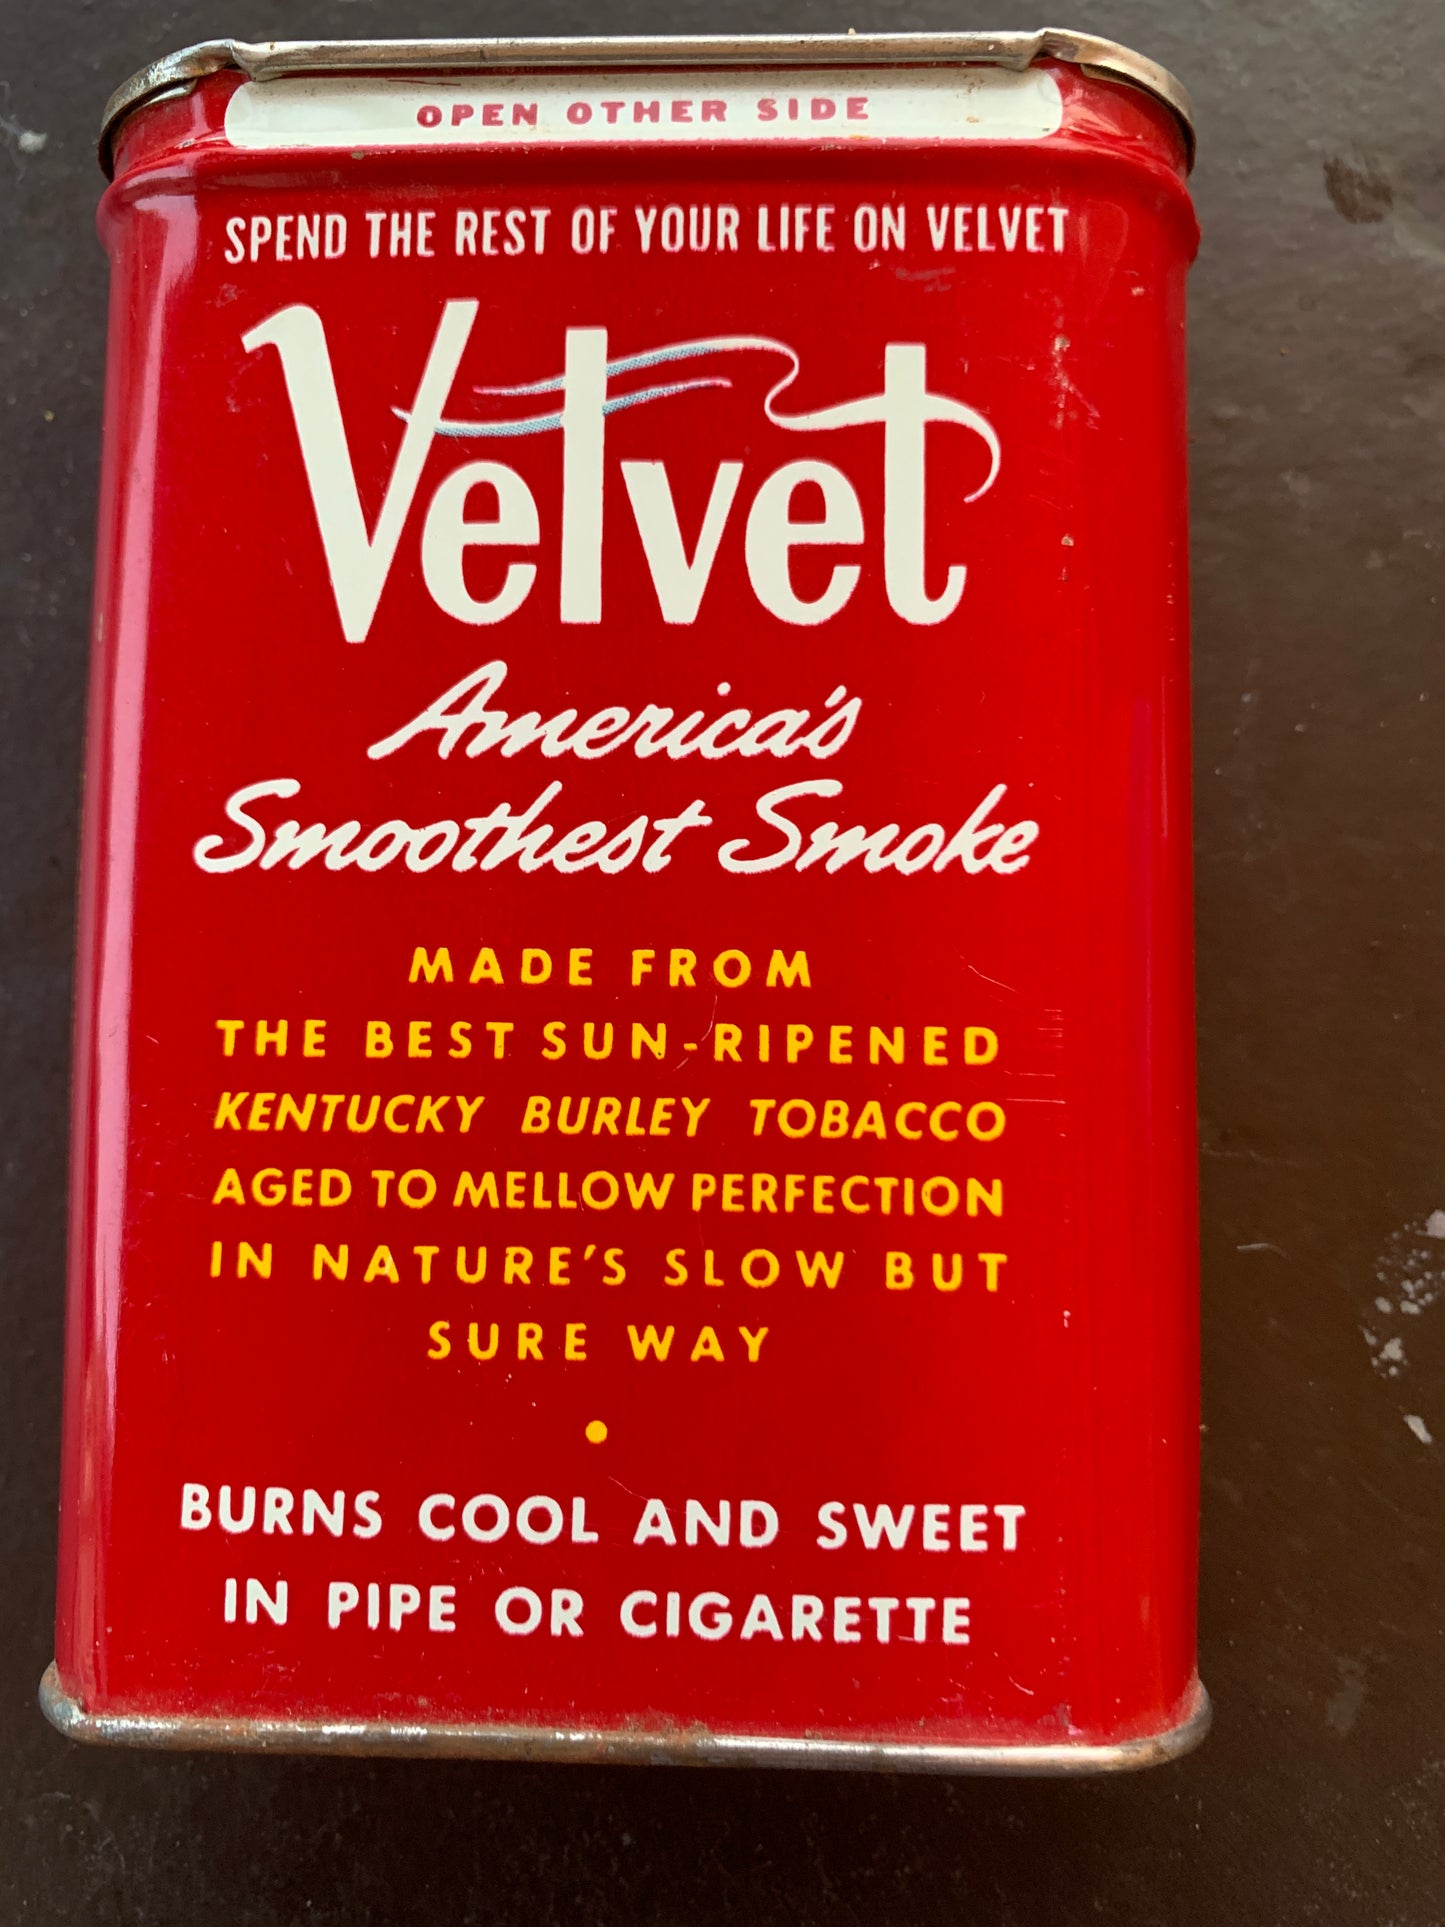 OPEN OTHER SIDE
SPEND THE REST OF YOUR LIFE ON VELVET
Velvet
America's
Smoothest Smoke
MADE FROM
THE BEST SUN-RIPENED
KENTUCKY BURLEY TOBACCO
AGED TO MELLOW PERFECTION
IN NATURE'S SLOW BUT
SURE WAY
•
BURNS COOL AND SWEET
IN PIPE OR CIGARETTE